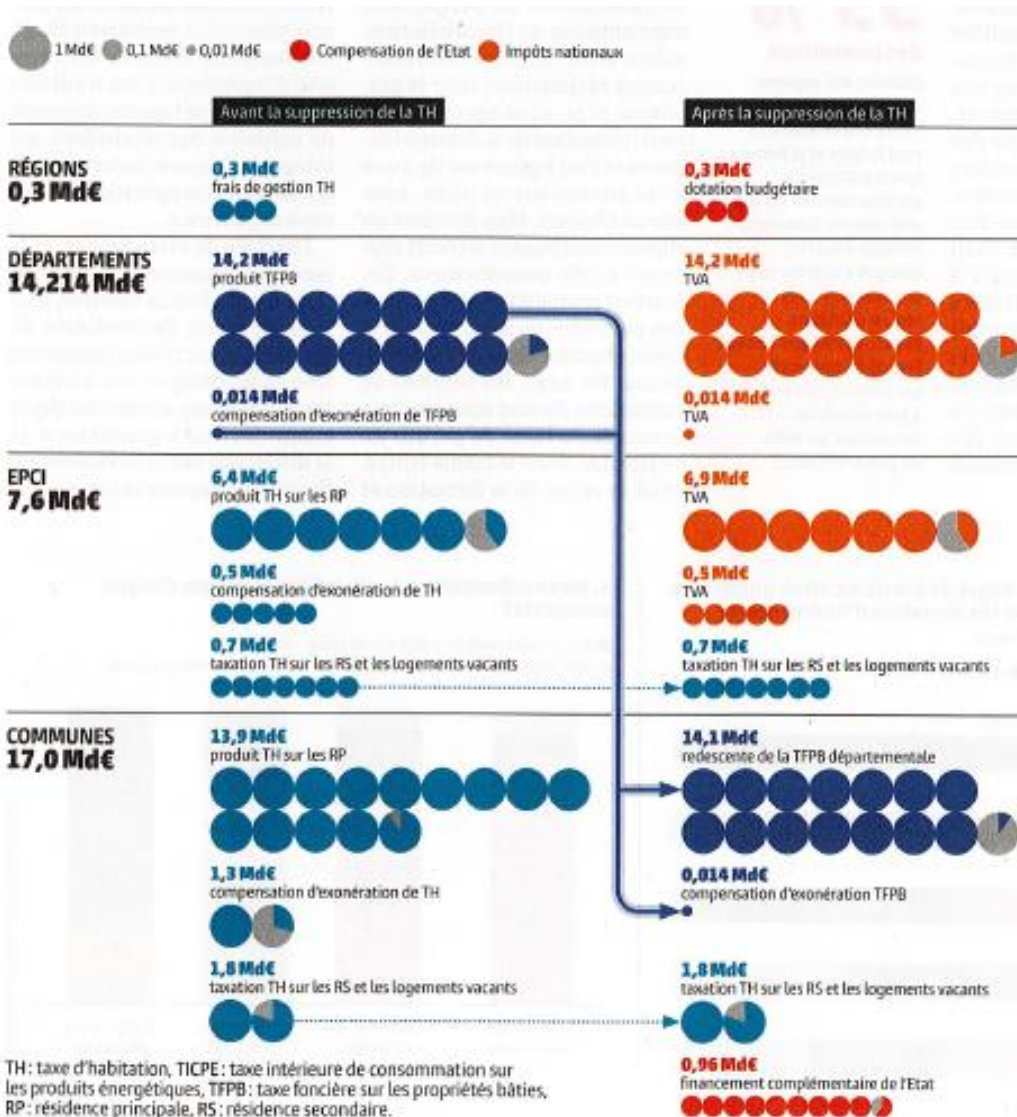 1 Md€ 0,1 Md€ 0,01 Md€ Compensation de l'Etat Impôts nationaux
Avant la suppression de la TH
Après la suppression de la TH
RÉGIONS
0,3 Md€
0,3 Md€
frais de gestion TH
0,3 Md€
dotation budgétaire
DÉPARTEMENTS
14,214 Md€
14,2 Md€
produit TFPB
14,2 Md€
TVA
0,014 Md€
compensation d'exonération de TFPB
0,014 Md€
TVA
EPCI
7,6 Md€
6,4 Md€
produit TH sur les RP
6,9 Md€
TVA
0,5 Md€
compensation d'exonération de TH
0,5 Md€
TVA
0,7 Md€
taxation TH sur les RS et les logements vacants
0,7 Md€
taxation TH sur les RS et les logements vacants
COMMUNES
17,0 Md€
13,9 Md€
produit TH sur les RP
14,1 Md€
redescente de la TFPB départementale
1,3 Md€
compensation d'exonération de TH
0,014 Md€
compensation d'exonération TFPB
1,8 Md€
taxation TH sur les RS et les logements vacants
1,8 Md€
taxation TH sur les RS et les logements vacants
0,96 Md€
financement complémentaire de l'Etat
TH : taxe d'habitation, TICPE : taxe intérieure de consommation sur
les produits énergétiques, TFPB : taxe foncière sur les propriétés bâties,
RP : résidence principale, RS : résidence secondaire.